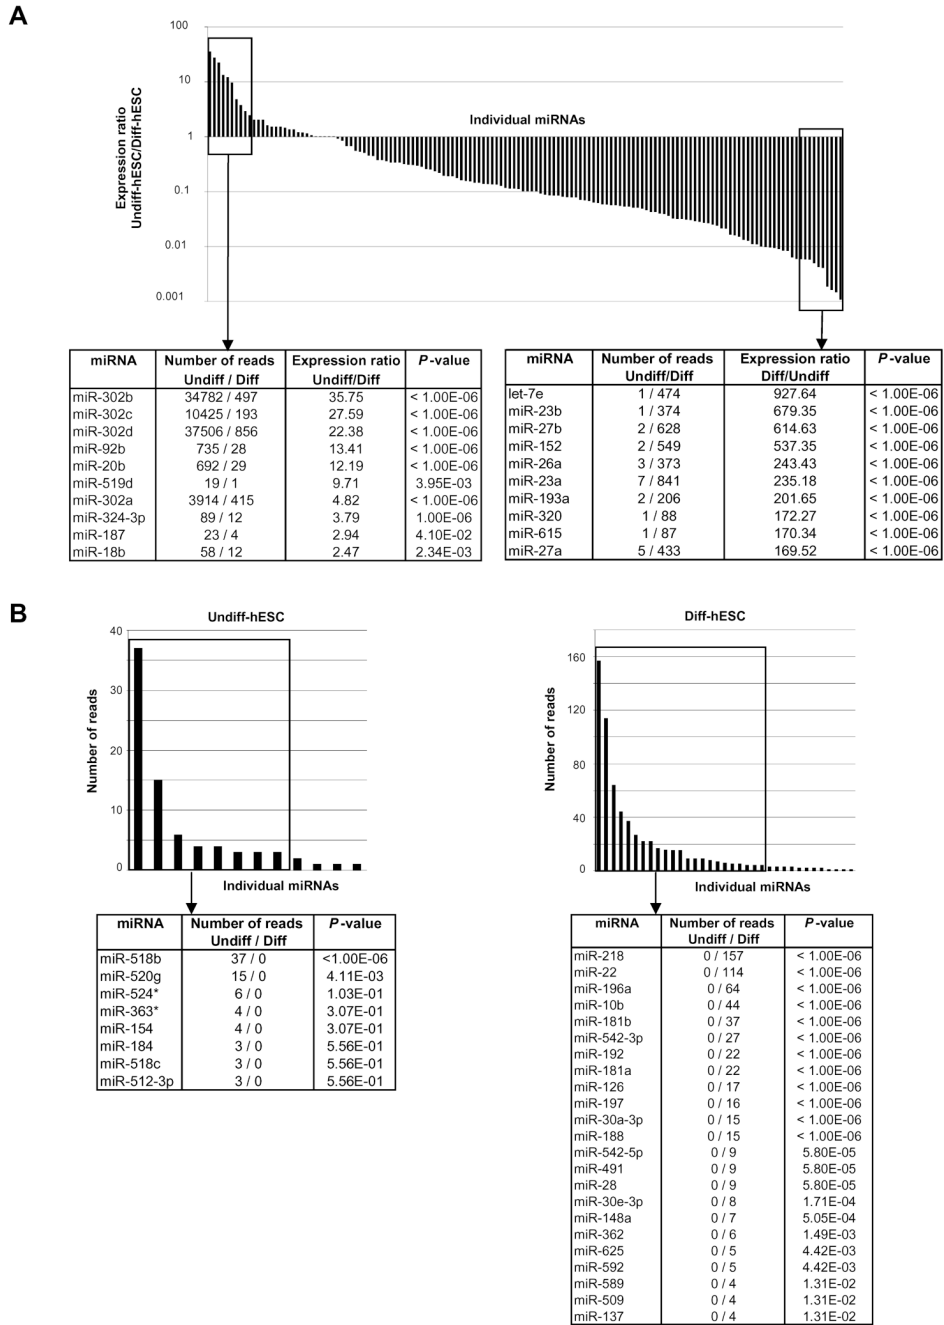 A
100
10
1
0.1
0.01
0.001
Expression ratio
Undiff-hESC/Diff-hESC
Individual miRNAs
miRNA Number of reads Expression ratio P-value
Undiff / Diff Undiff/Diff
miR-302b 34782 / 497 35.75 < 1.00E-06
miR-302c 10425 / 193 27.59 < 1.00E-06
miR-302d 37506 / 856 22.38 < 1.00E-06
miR-92b 735 / 28 13.41 < 1.00E-06
miR-20b 692 / 29 12.19 < 1.00E-06
miR-519d 19 / 1 9.71 3.95E-03
miR-302a 3914 / 415 4.82 < 1.00E-06
miR-324-3p 89 / 12 3.79 1.00E-06
miR-187 23 / 4 2.94 4.10E-02
miR-18b 58 / 12 2.47 2.34E-03
miRNA Number of reads Expression ratio P-value
Undiff/Diff Diff/Undiff
let-7e 1 / 474 927.64 < 1.00E-06
miR-23b 1 / 374 679.35 < 1.00E-06
miR-27b 2 / 628 614.63 < 1.00E-06
miR-152 2 / 549 537.35 < 1.00E-06
miR-26a 3 / 373 243.43 < 1.00E-06
miR-23a 7 / 841 235.18 < 1.00E-06
miR-193a 2 / 206 201.65 < 1.00E-06
miR-320 1 / 88 172.27 < 1.00E-06
miR-615 1 / 87 170.34 < 1.00E-06
miR-27a 5 / 433 169.52 < 1.00E-06
B
Undiff-hESC
40
30
20
10
0
Number of reads
Individual miRNAs
miRNA Number of reads P-value
Undiff / Diff
miR-518b 37 / 0 <1.00E-06
miR-520g 15 / 0 4.11E-03
miR-524* 6 / 0 1.03E-01
miR-363* 4 / 0 3.07E-01
miR-154 4 / 0 3.07E-01
miR-184 3 / 0 5.56E-01
miR-518c 3 / 0 5.56E-01
miR-512-3p 3 / 0 5.56E-01
Diff-hESC
160
120
80
40
0
Number of reads
Individual miRNAs
miRNA Number of reads P-value
Undiff / Diff
miR-218 0 / 157 < 1.00E-06
miR-22 0 / 114 < 1.00E-06
miR-196a 0 / 64 < 1.00E-06
miR-10b 0 / 44 < 1.00E-06
miR-181b 0 / 37 < 1.00E-06
miR-542-3p 0 / 27 < 1.00E-06
miR-192 0 / 22 < 1.00E-06
miR-181a 0 / 22 < 1.00E-06
miR-126 0 / 17 < 1.00E-06
miR-197 0 / 16 < 1.00E-06
miR-30a-3p 0 / 15 < 1.00E-06
miR-188 0 / 15 < 1.00E-06
miR-542-5p 0 / 9 5.80E-05
miR-491 0 / 9 5.80E-05
miR-28 0 / 9 5.80E-05
miR-30e-3p 0 / 8 1.71E-04
miR-148a 0 / 7 5.05E-04
miR-362 0 / 6 1.49E-03
miR-625 0 / 5 4.42E-03
miR-592 0 / 5 4.42E-03
miR-589 0 / 4 1.31E-02
miR-509 0 / 4 1.31E-02
miR-137 0 / 4 1.31E-02